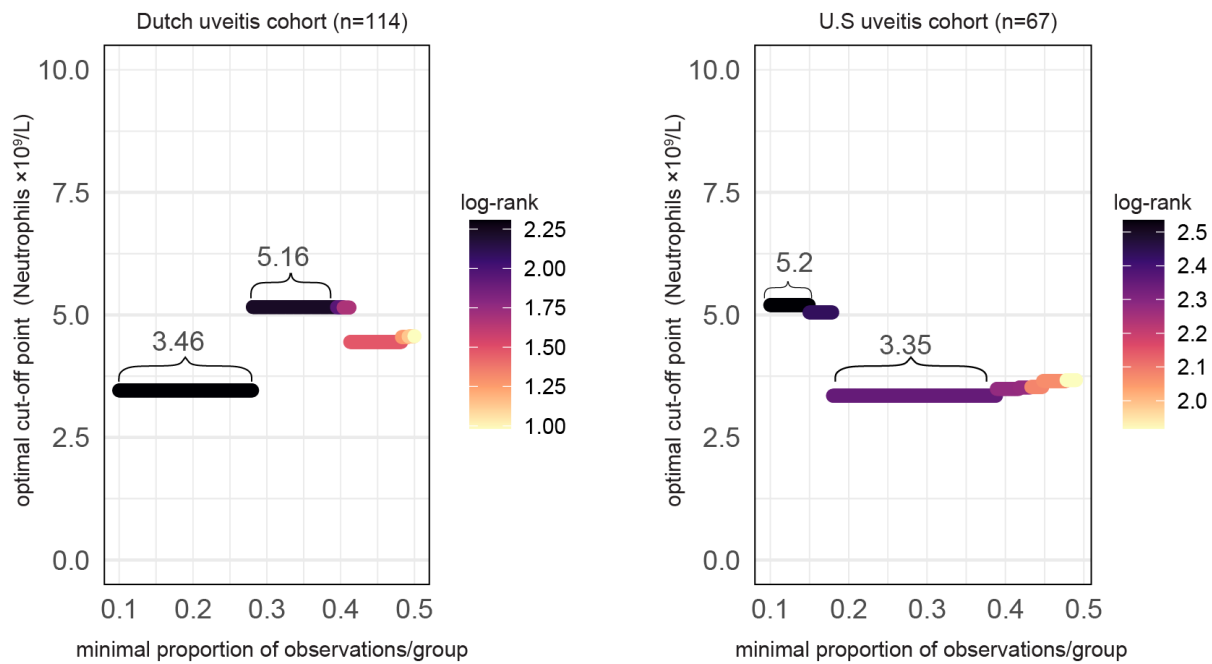 Dutch uveitis cohort (n=114)
optimal cut-off point (Neutrophils ×10⁹/L)
10.0
7.5
5.0
2.5
0.0
5.16
3.46
0.1 0.2 0.3 0.4 0.5
minimal proportion of observations/group
log-rank
2.25
2.00
1.75
1.50
1.25
1.00
U.S uveitis cohort (n=67)
optimal cut-off point (Neutrophils ×10⁹/L)
10.0
7.5
5.0
2.5
0.0
5.2
3.35
0.1 0.2 0.3 0.4 0.5
minimal proportion of observations/group
log-rank
2.5
2.4
2.3
2.2
2.1
2.0